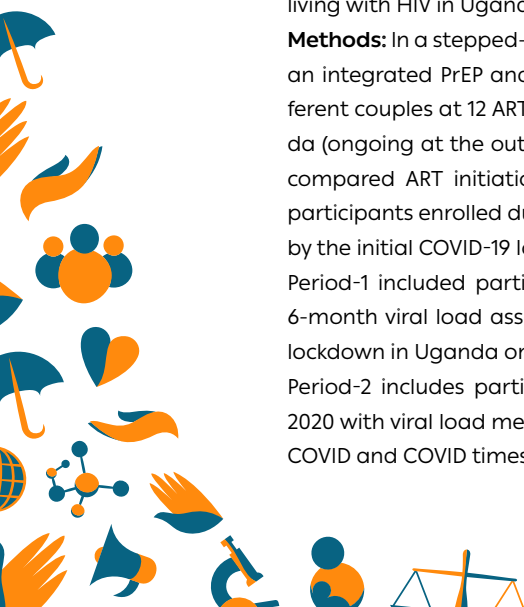 living with HIV in Ugand
Methods: In a stepped-
an integrated PrEP and
ferent couples at 12 ART
da (ongoing at the out
compared ART initiatio
participants enrolled du
by the initial COVID-19 lo
Period-1 included parti
6-month viral load ass
lockdown in Uganda or
Period-2 includes parti
2020 with viral load me
COVID and COVID times